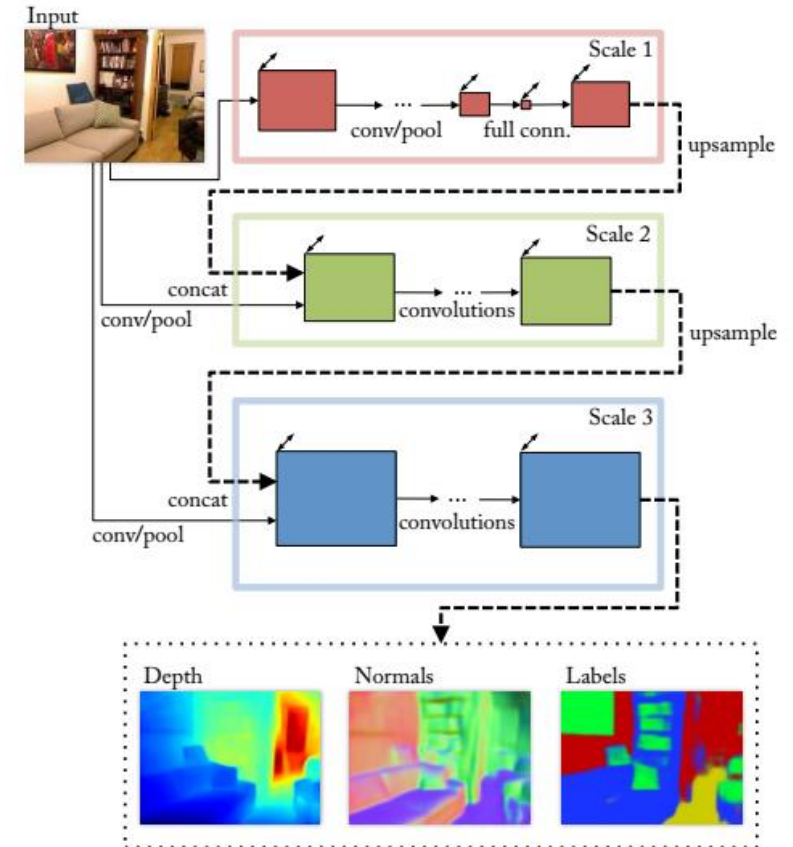 Input
Scale 1
conv/pool
...
full conn.
upsample
Scale 2
concat
conv/pool
...
convolutions
upsample
Scale 3
concat
conv/pool
...
convolutions
Depth
Normals
Labels